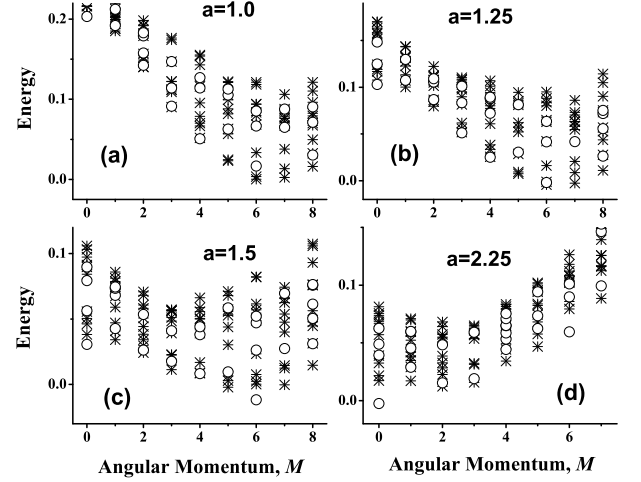 a=1.0
a=1.25
0.2
0.1
0.0
Energy
(a)
0.1
0.0
(b)
0 2 4 6 8
0 2 4 6 8
a=1.5
a=2.25
0.1
0.0
Energy
(c)
0.1
0.0
(d)
0 2 4 6 8
0 2 4 6
Angular Momentum, M
Angular Momentum, M